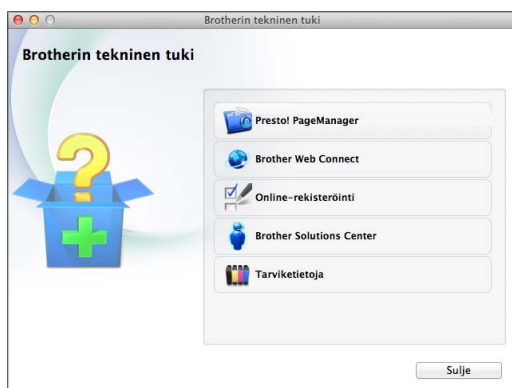 Brotherin tekninen tuki
Brotherin tekninen tuki
Presto! PageManager
Brother Web Connect
Online-rekisteröinti
Brother Solutions Center
Tarviketietoja
Sulje